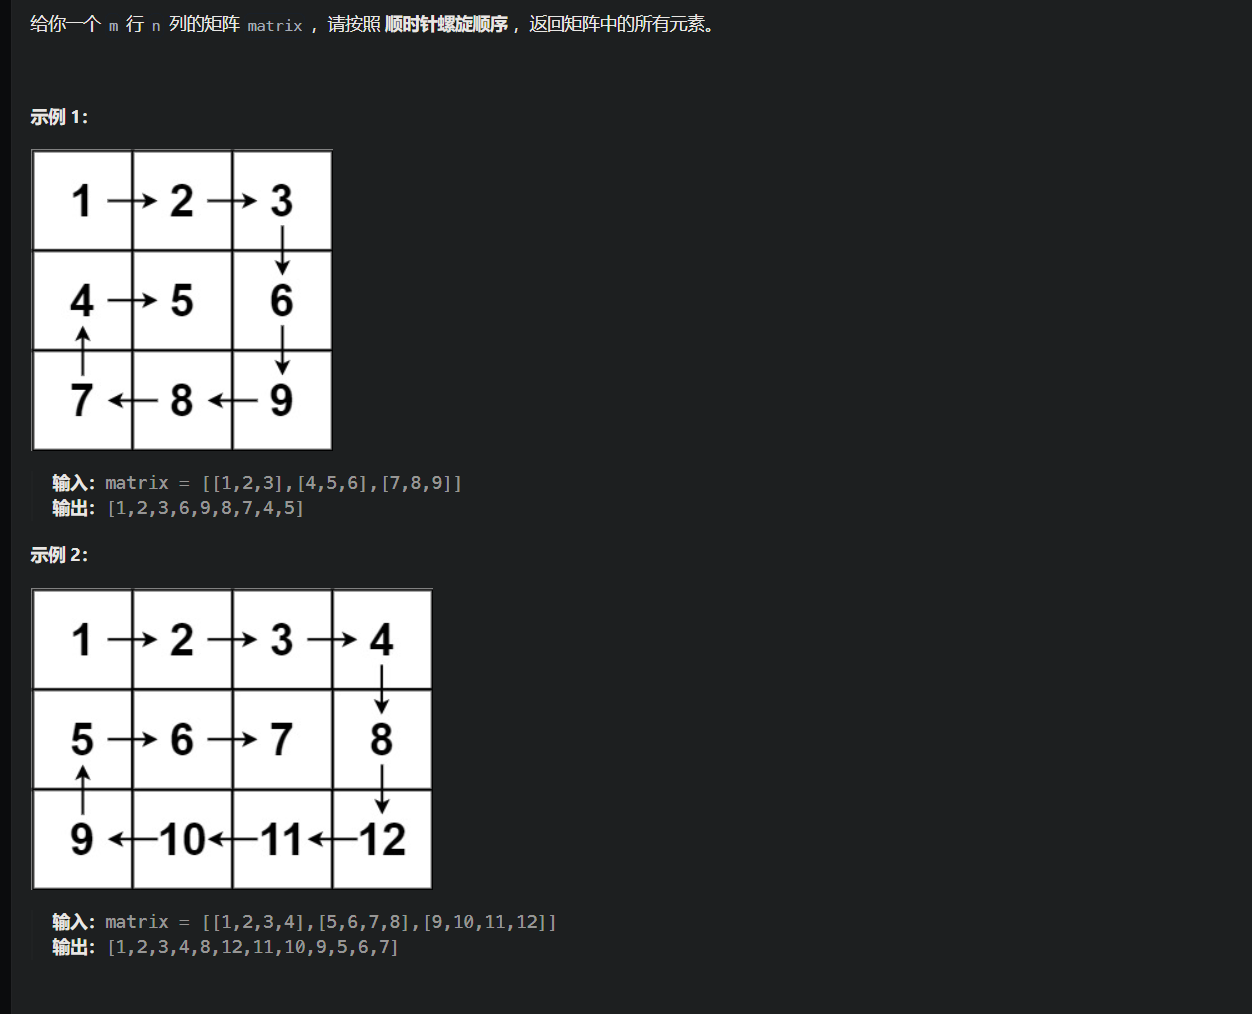 给你一个 m 行 n 列的矩阵 matrix ，请按照 顺时针螺旋顺序 ，返回矩阵中的所有元素。
示例 1：
1 2 3
4 5 6
7 8 9
输入：matrix = [[1,2,3],[4,5,6],[7,8,9]]
输出：[1,2,3,6,9,8,7,4,5]
示例 2：
1 2 3 4
5 6 7 8
9 10 11 12
输入：matrix = [[1,2,3,4],[5,6,7,8],[9,10,11,12]]
输出：[1,2,3,4,8,12,11,10,9,5,6,7]